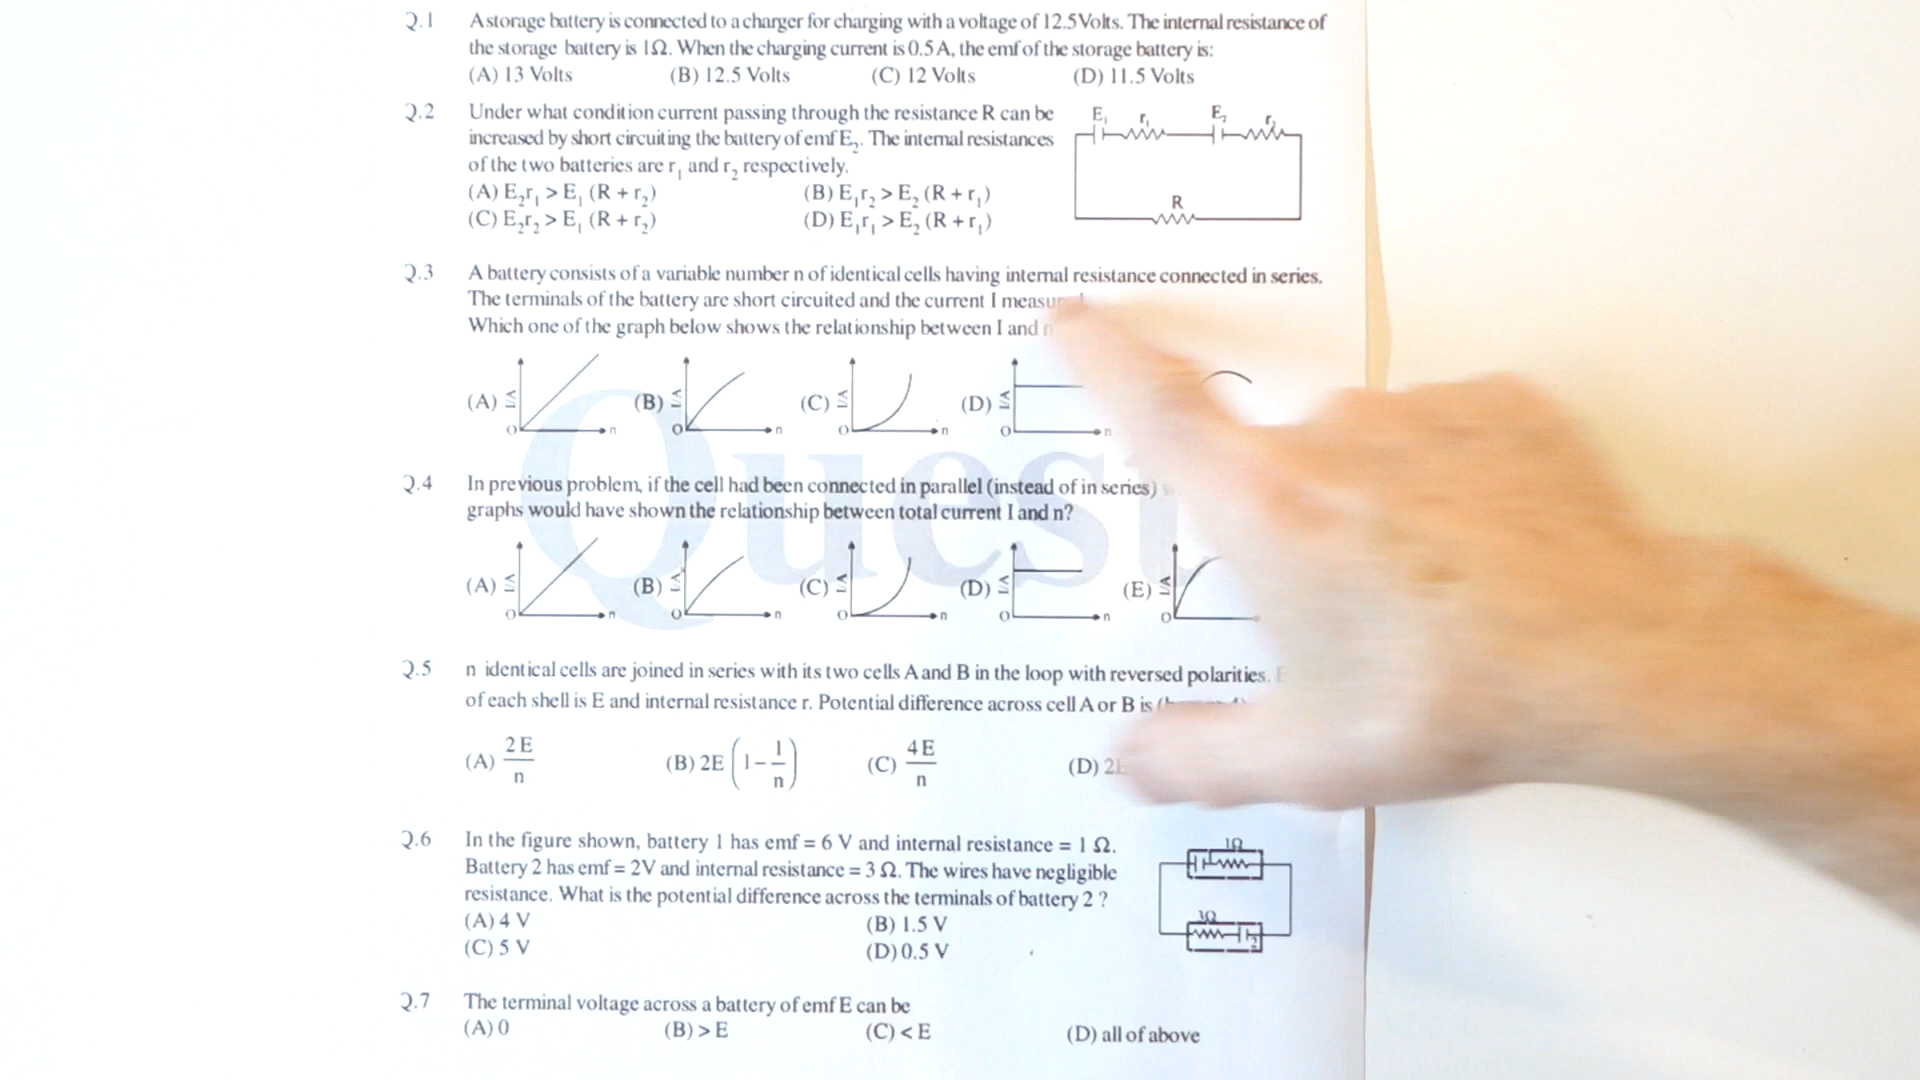 Q.1 A storage battery is connected to a charger for charging with a voltage of 12.5Volts. The internal resistance of
the storage battery is 1Ω. When the charging current is 0.5 A, the emf of the storage battery is:
(A) 13 Volts (B) 12.5 Volts (C) 12 Volts (D) 11.5 Volts
Q.2 Under what condition current passing through the resistance R can be
increased by short circuiting the battery of emf E₂. The internal resistances
of the two batteries are r₁ and r₂ respectively.
(A) E₂r₁ > E₁ (R + r₂) (B) E₁r₂ > E₂ (R + r₁)
(C) E₂r₂ > E₁ (R + r₂) (D) E₁r₁ > E₂ (R + r₁)
E₁ r₁ E₂ r₂
R
Q.3 A battery consists of a variable number n of identical cells having internal resistance connected in series.
The terminals of the battery are short circuited and the current I
Which one of the graph below shows the relationship between I and
(A) I/A O n (B) I/A O n (C) I/A O n (D) I/A O n
Quest
Q.4 In previous problem, if the cell had been connected in parallel (instead of in series)
graphs would have shown the relationship between total current I and n?
(A) I/A O n (B) I/A O n (C) I/A O n (D) I/A O n (E) I/A O
Q.5 n identical cells are joined in series with its two cells A and B in the loop with reversed polarities.
of each shell is E and internal resistance r. Potential difference across cell A or B is
(A) 2E/n (B) 2E (1 - 1/n) (C) 4E/n (D)
Q.6 In the figure shown, battery 1 has emf = 6 V and internal resistance = 1 Ω.
Battery 2 has emf = 2V and internal resistance = 3 Ω. The wires have negligible
resistance. What is the potential difference across the terminals of battery 2 ?
(A) 4 V (B) 1.5 V
(C) 5 V (D) 0.5 V
1Ω
3Ω
2
Q.7 The terminal voltage across a battery of emf E can be
(A) 0 (B) > E (C) < E (D) all of above